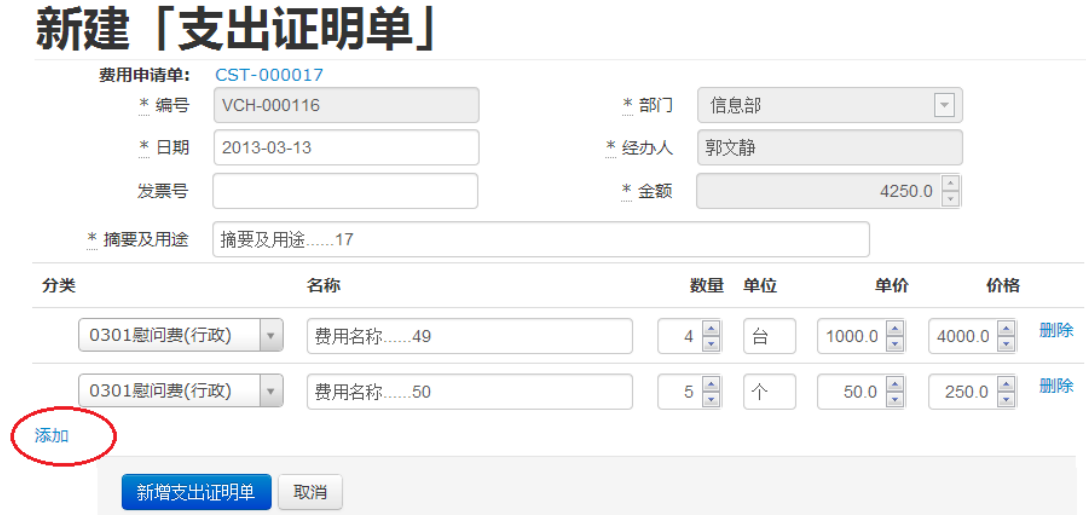 新建「支出证明单」
费用申请单: CST-000017
* 编号 VCH-000116 * 部门 信息部
* 日期 2013-03-13 * 经办人 郭文静
发票号 * 金额 4250.0
* 摘要及用途 摘要及用途......17
分类 名称 数量 单位 单价 价格
0301慰问费(行政) 费用名称......49 4 台 1000.0 4000.0 删除
0301慰问费(行政) 费用名称......50 5 个 50.0 250.0 删除
添加
新增支出证明单 取消